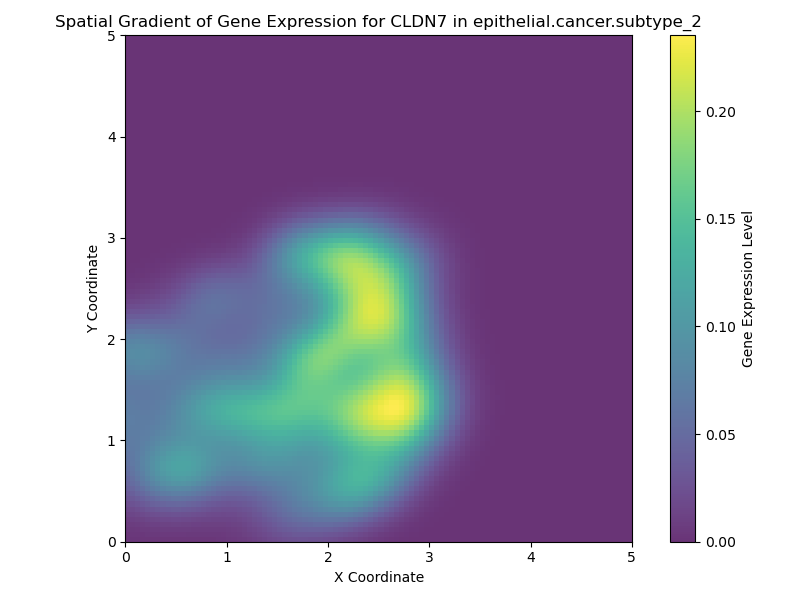 Spatial Gradient of Gene Expression for CLDN7 in epithelial.cancer.subtype_2
5
4
3
2
1
0
Y Coordinate
0 1 2 3 4 5
X Coordinate
0.20
0.15
0.10
0.05
0.00
Gene Expression Level